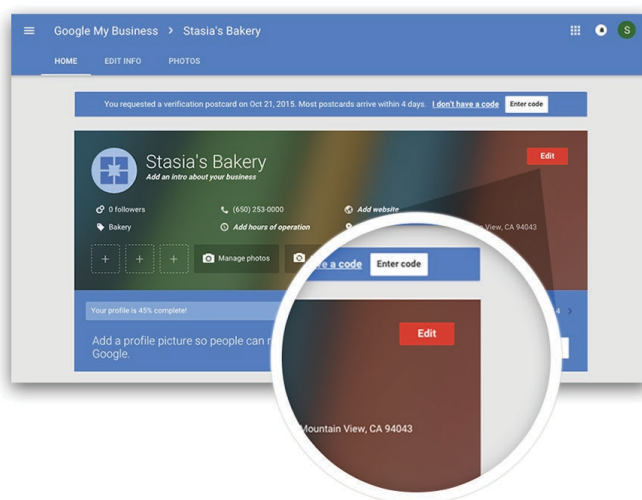 Google My Business > Stasia's Bakery
S
HOME EDIT INFO PHOTOS
You requested a verification postcard on Oct 21, 2015. Most postcards arrive within 4 days. I don't have a code Enter code
Stasia's Bakery
Edit
Add an intro about your business
0 followers (650) 253-0000 Add website
Bakery Add hours of operation View, CA 94043
+ + + Manage photos
a code Enter code
Your profile is 45% complete!
4 >
Add a profile picture so people can
Google.
Edit
Mountain View, CA 94043